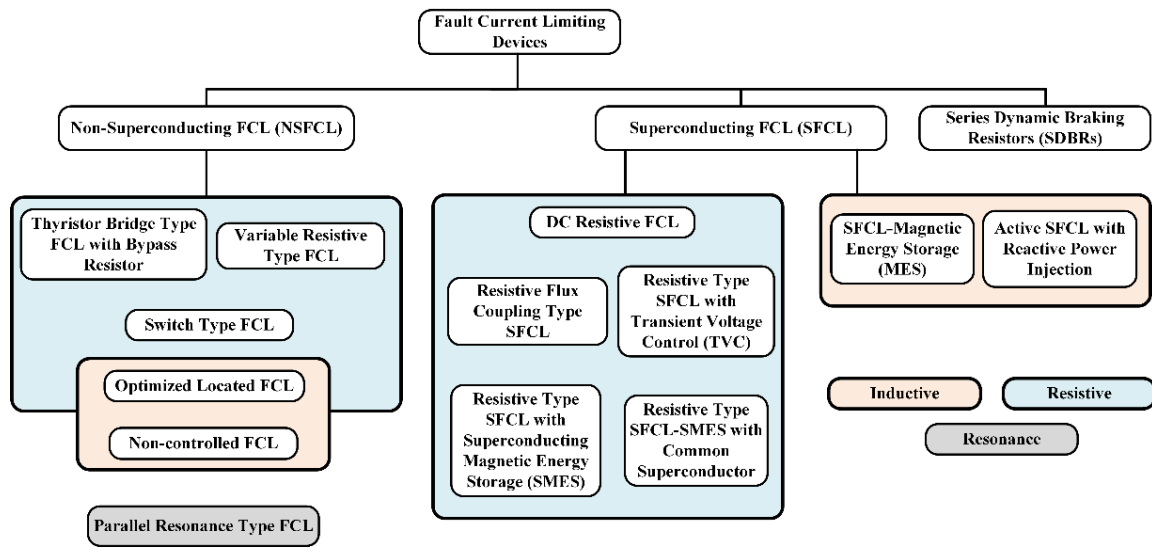 Fault Current Limiting
Devices
Non-Superconducting FCL (NSFCL)
Superconducting FCL (SFCL)
Series Dynamic Braking
Resistors (SDBRs)
Thyristor Bridge Type
FCL with Bypass
Resistor
Variable Resistive
Type FCL
Switch Type FCL
Optimized Located FCL
Non-controlled FCL
Parallel Resonance Type FCL
DC Resistive FCL
Resistive Flux
Coupling Type
SFCL
Resistive Type
SFCL with
Transient Voltage
Control (TVC)
Resistive Type
SFCL with
Superconducting
Magnetic Energy
Storage (SMES)
Resistive Type
SFCL-SMES with
Common
Superconductor
SFCL-Magnetic
Energy Storage
(MES)
Active SFCL with
Reactive Power
Injection
Inductive
Resistive
Resonance